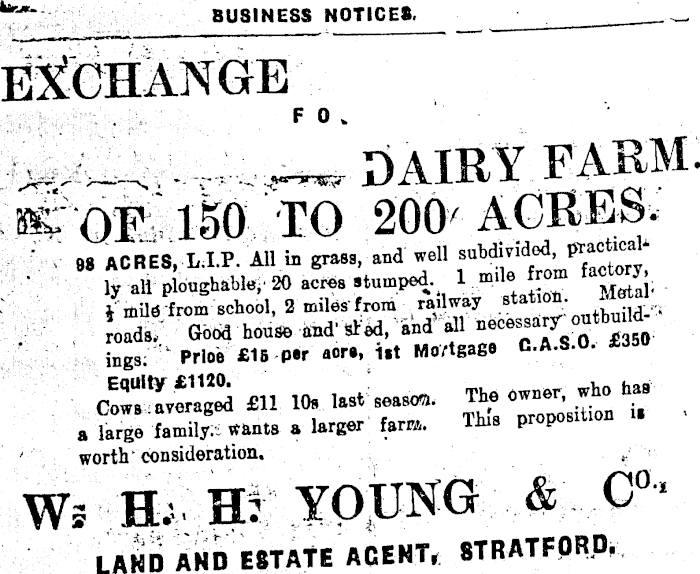 BUSINESS NOTICES.
EXCHANGE
FO
DAIRY FARM.
OF 150 TO 200 ACRES.
98 ACRES, L.I.P. All in grass, and well subdivided, practical-
ly all ploughable, 20 acres stumped. 1 mile from factory,
½ mile from school, 2 miles from railway station. Metal
roads. Good house and shed, and all necessary outbuild-
ings. Price £15 per acre, 1st Mortgage G.A.S.O. £350
Equity £1120.
Cows averaged £11 10s last season. The owner, who has
a large family, wants a larger farm. This proposition is
worth consideration.
W. H. H. YOUNG & Co.,
LAND AND ESTATE AGENT, STRATFORD.